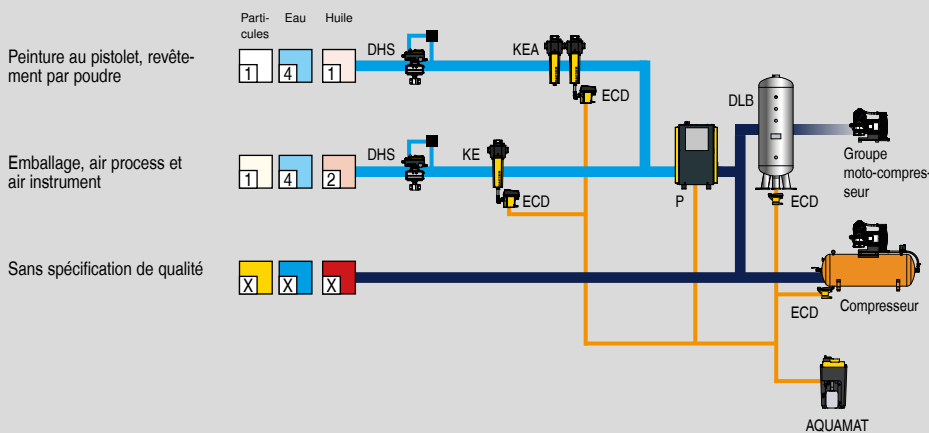 Parti-
cules
Eau
Huile
Peinture au pistolet, revête-
ment par poudre
1
4
1
DHS
KEA
ECD
DLB
Groupe
moto-compres-
seur
Emballage, air process et
air instrument
1
4
2
DHS
KE
ECD
P
ECD
Sans spécification de qualité
X
X
X
ECD
Compresseur
AQUAMAT